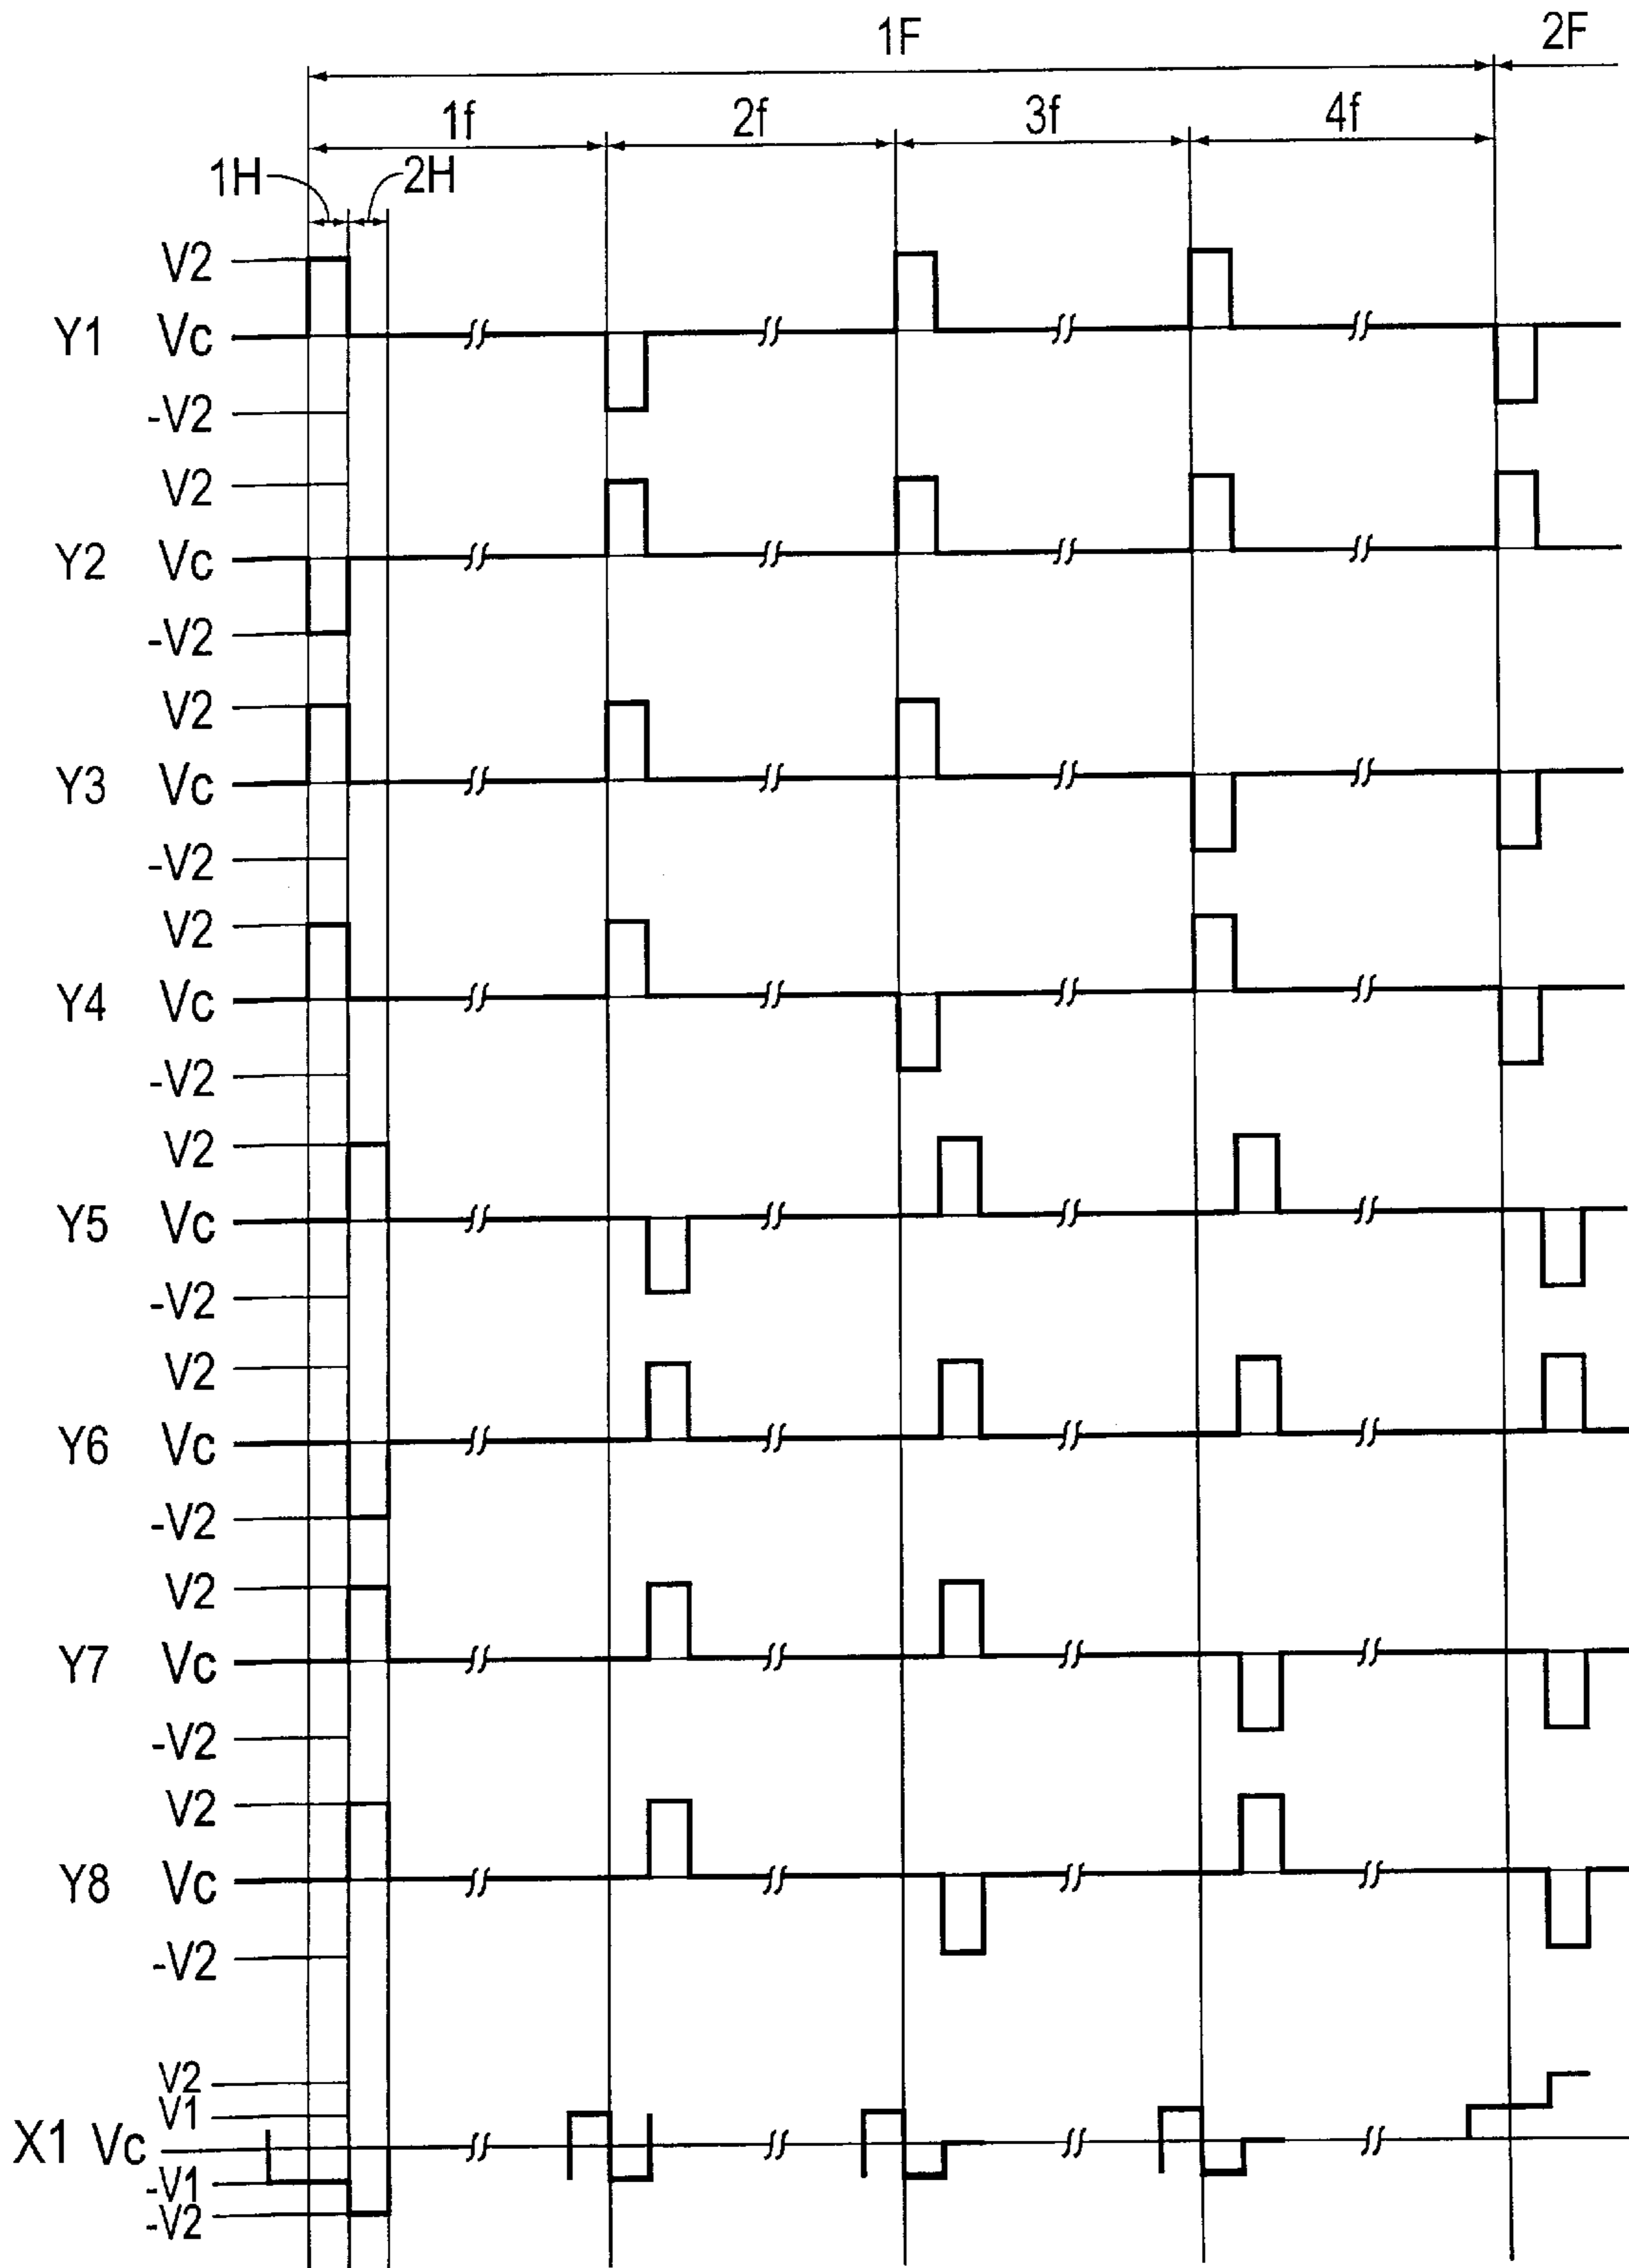 1F 2F
1f 2f 3f 4f
1H 2H
V2
Y1 Vc
-V2
V2
Y2 Vc
-V2
V2
Y3 Vc
-V2
V2
Y4 Vc
-V2
V2
Y5 Vc
-V2
V2
Y6 Vc
-V2
V2
Y7 Vc
-V2
V2
Y8 Vc
-V2
V2
V1
X1 Vc
-V1
-V2